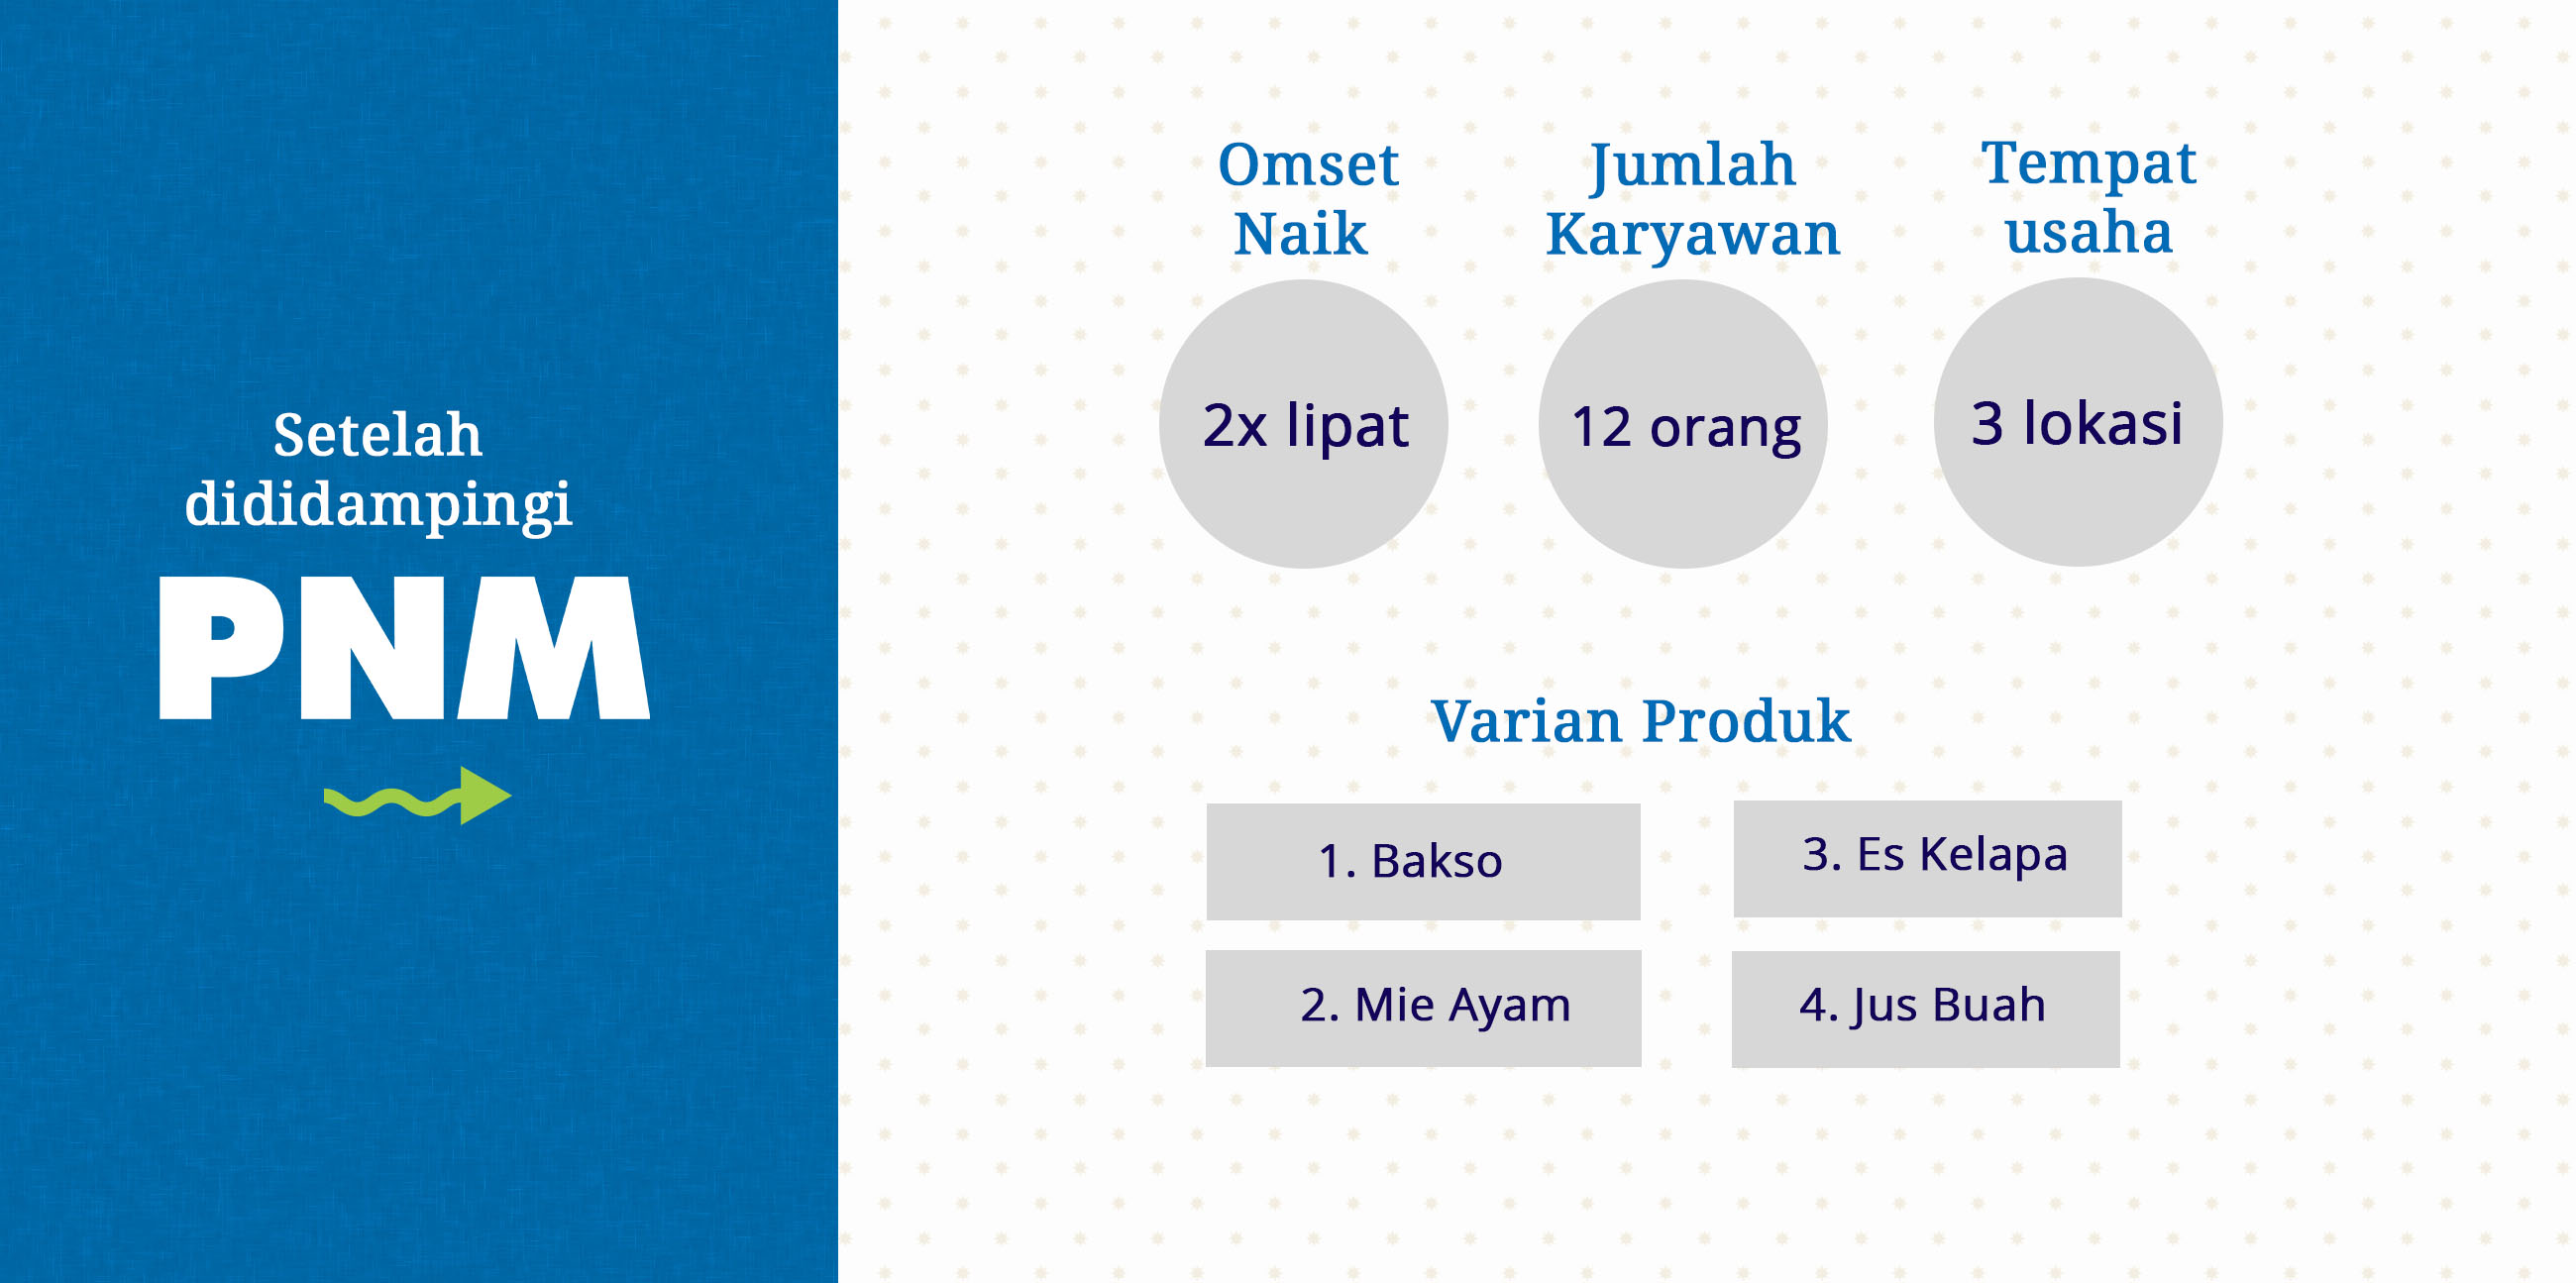 Setelah
dididampingi
PNM
Omset
Naik
2x lipat
Jumlah
Karyawan
12 orang
Tempat
usaha
3 lokasi
Varian Produk
1. Bakso
2. Mie Ayam
3. Es Kelapa
4. Jus Buah